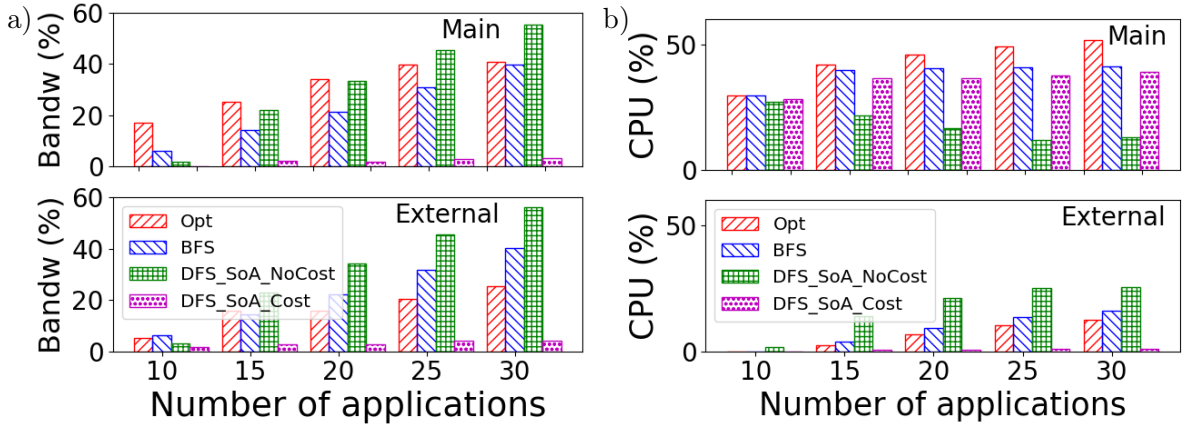 a)
Bandw (%)
60
40
20
0
Main
Bandw (%)
60
40
20
0
External
Opt
BFS
DFS_SoA_NoCost
DFS_SoA_Cost
10 15 20 25 30
Number of applications
b)
CPU (%)
50
0
Main
CPU (%)
50
0
External
Opt
BFS
DFS_SoA_NoCost
DFS_SoA_Cost
10 15 20 25 30
Number of applications